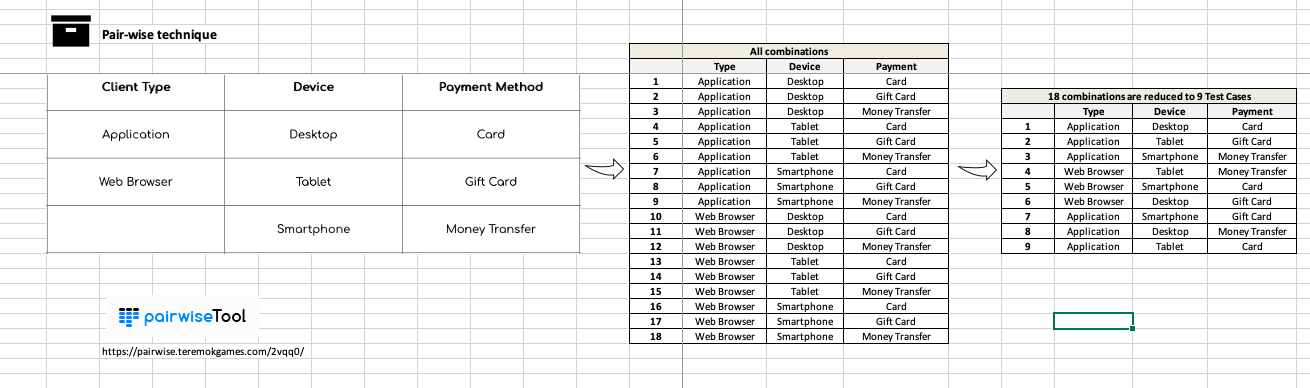 Pair-wise technique
Client Type Device Payment Method
Application Desktop Card
Web Browser Tablet Gift Card
Smartphone Money Transfer
pairwiseTool
https://pairwise.teremokgames.com/2vqq0/
All combinations
Type Device Payment
1 Application Desktop Card
2 Application Desktop Gift Card
3 Application Desktop Money Transfer
4 Application Tablet Card
5 Application Tablet Gift Card
6 Application Tablet Money Transfer
7 Application Smartphone Card
8 Application Smartphone Gift Card
9 Application Smartphone Money Transfer
10 Web Browser Desktop Card
11 Web Browser Desktop Gift Card
12 Web Browser Desktop Money Transfer
13 Web Browser Tablet Card
14 Web Browser Tablet Gift Card
15 Web Browser Tablet Money Transfer
16 Web Browser Smartphone Card
17 Web Browser Smartphone Gift Card
18 Web Browser Smartphone Money Transfer
18 combinations are reduced to 9 Test Cases
Type Device Payment
1 Application Desktop Card
2 Application Tablet Gift Card
3 Application Smartphone Money Transfer
4 Web Browser Tablet Money Transfer
5 Web Browser Smartphone Card
6 Web Browser Desktop Gift Card
7 Application Smartphone Gift Card
8 Application Desktop Money Transfer
9 Application Tablet Card